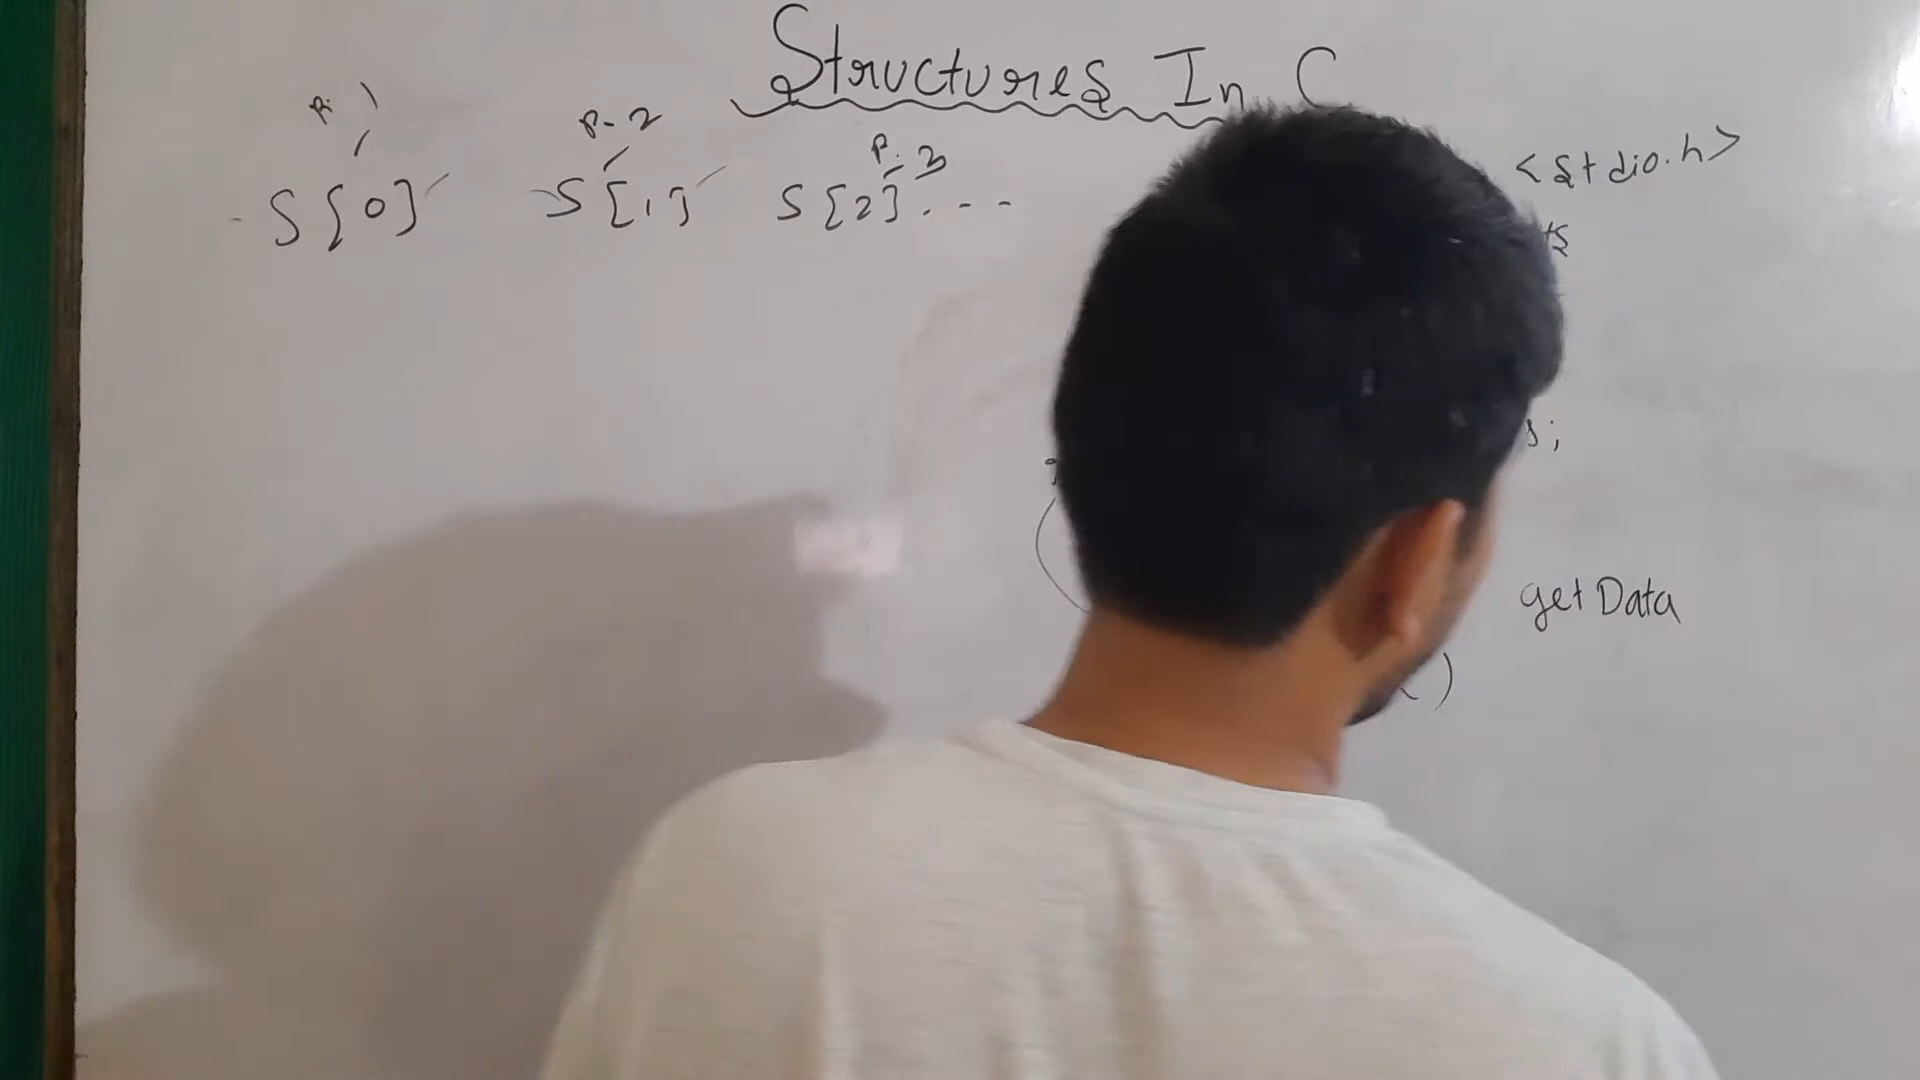 Structures In C
P. 1 P- 2 P. 3
S[0] S[1] S[2]. - -
<stdio.h>
s;
get Data
( )